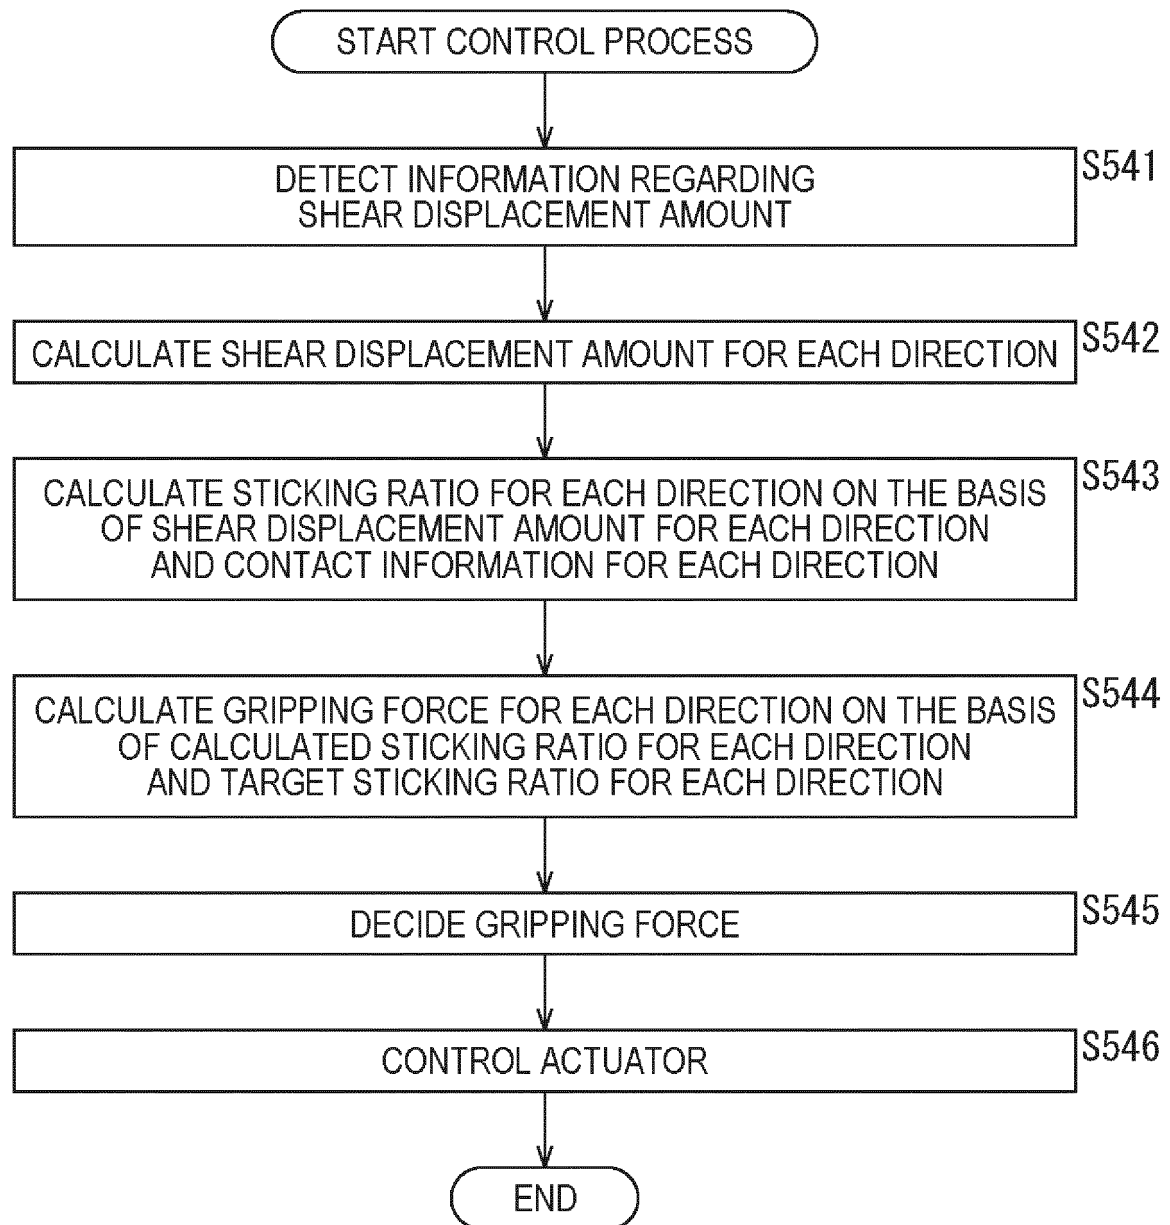 START CONTROL PROCESS
S541
DETECT INFORMATION REGARDING
SHEAR DISPLACEMENT AMOUNT
S542
CALCULATE SHEAR DISPLACEMENT AMOUNT FOR EACH DIRECTION
S543
CALCULATE STICKING RATIO FOR EACH DIRECTION ON THE BASIS
OF SHEAR DISPLACEMENT AMOUNT FOR EACH DIRECTION
AND CONTACT INFORMATION FOR EACH DIRECTION
S544
CALCULATE GRIPPING FORCE FOR EACH DIRECTION ON THE BASIS
OF CALCULATED STICKING RATIO FOR EACH DIRECTION
AND TARGET STICKING RATIO FOR EACH DIRECTION
S545
DECIDE GRIPPING FORCE
S546
CONTROL ACTUATOR
END